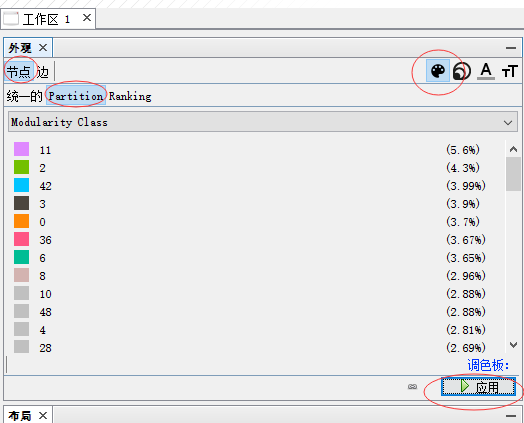 工作区 1 ×
外观 ×
节点 边
统一的 Partition Ranking
Modularity Class
11 (5.6%)
2 (4.3%)
42 (3.99%)
3 (3.9%)
0 (3.7%)
36 (3.67%)
6 (3.65%)
8 (2.96%)
10 (2.88%)
48 (2.88%)
4 (2.81%)
28 (2.69%)
调色板:
应用
布局 ×